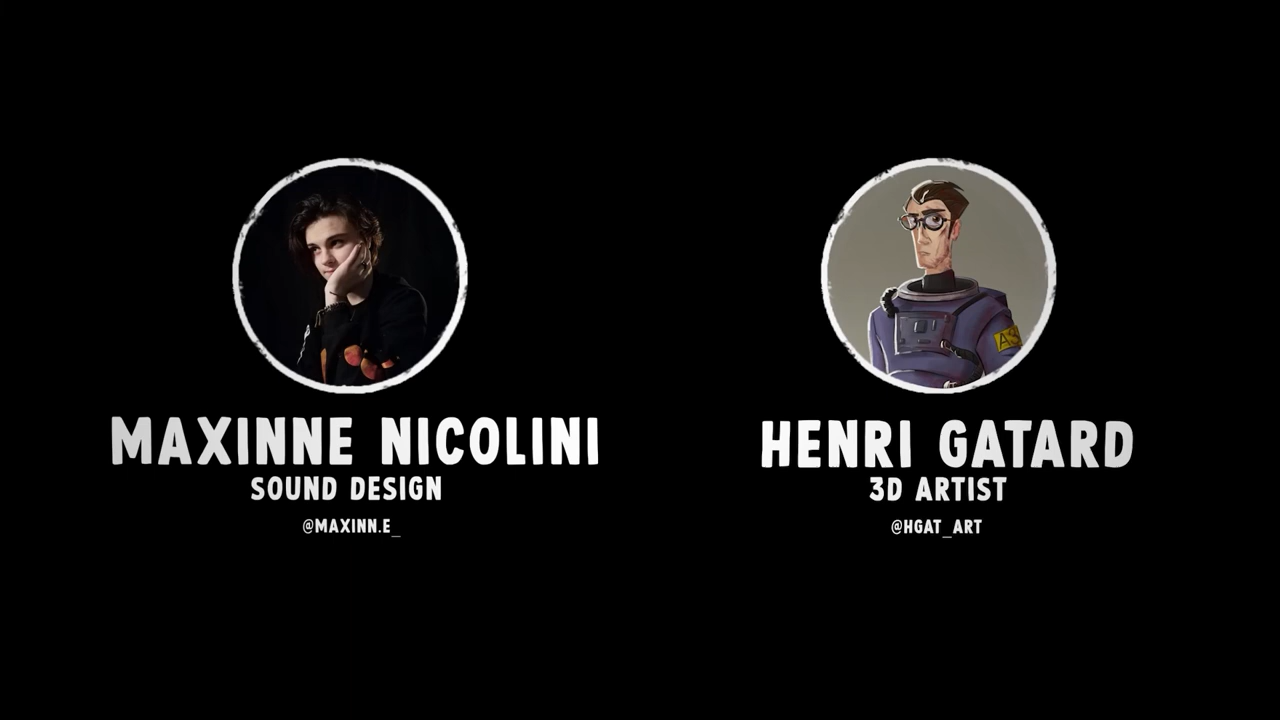 MAXINNE NICOLINI
SOUND DESIGN
@MAXINN.E_
HENRI GATARD
3D ARTIST
@HGAT_ART